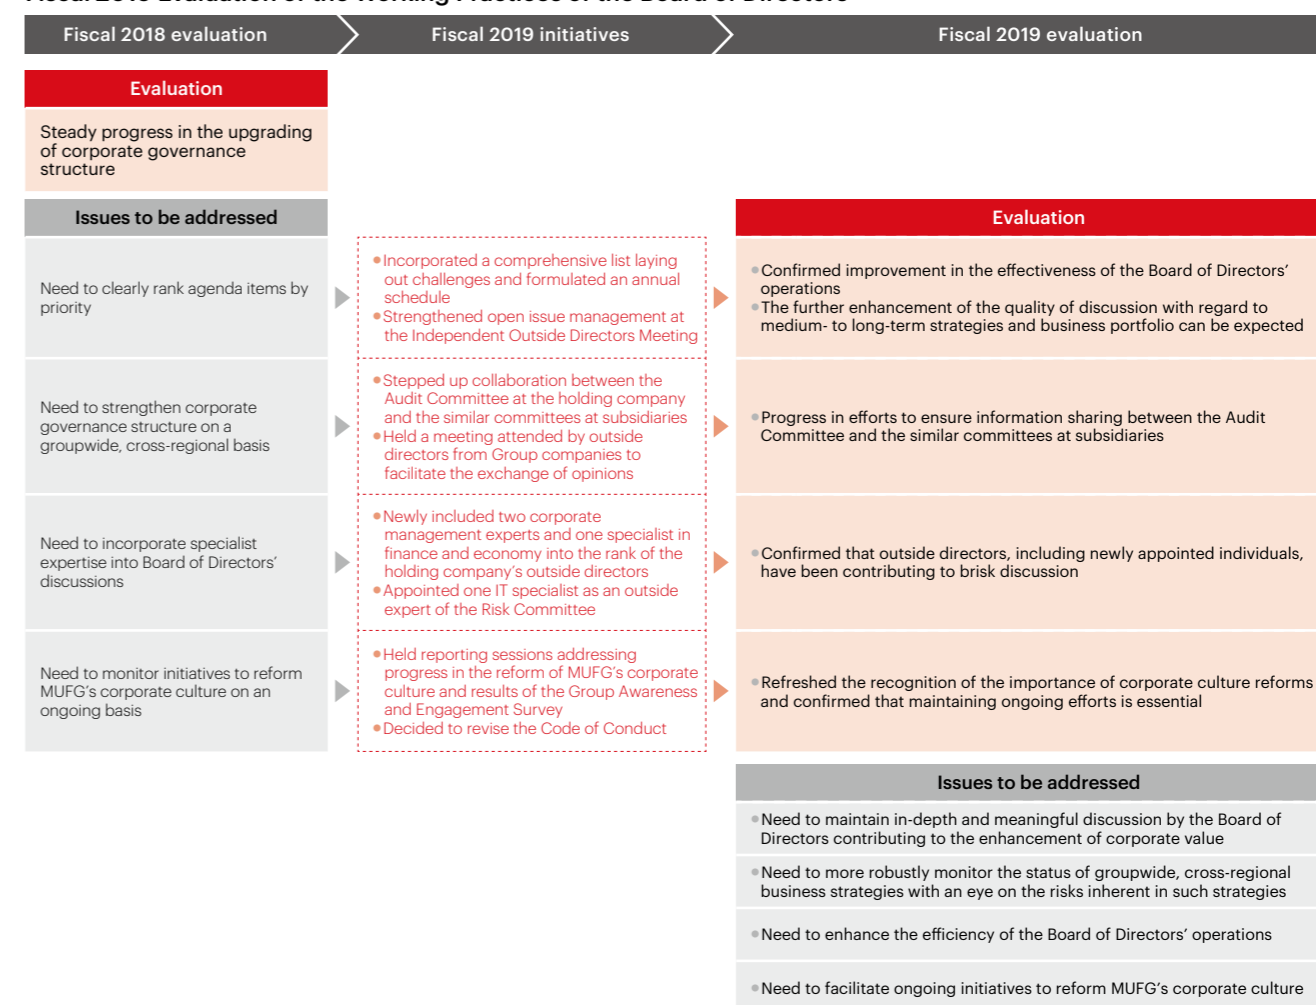 Fiscal 2018 evaluation
Fiscal 2019 initiatives
Fiscal 2019 evaluation
Evaluation
Steady progress in the upgrading
of corporate governance
structure
Issues to be addressed
Need to clearly rank agenda items by
priority
•Incorporated a comprehensive list laying
out challenges and formulated an annual
schedule
•Strengthened open issue management at
the Independent Outside Directors Meeting
Evaluation
•Confirmed improvement in the effectiveness of the Board of Directors’
operations
•The further enhancement of the quality of discussion with regard to
medium- to long-term strategies and business portfolio can be expected
Need to strengthen corporate
governance structure on a
groupwide, cross-regional basis
•Stepped up collaboration between the
Audit Committee at the holding company
and the similar committees at subsidiaries
•Held a meeting attended by outside
directors from Group companies to
facilitate the exchange of opinions
•Progress in efforts to ensure information sharing between the Audit
Committee and the similar committees at subsidiaries
Need to incorporate specialist
expertise into Board of Directors’
discussions
•Newly included two corporate
management experts and one specialist in
finance and economy into the rank of the
holding company’s outside directors
•Appointed one IT specialist as an outside
expert of the Risk Committee
•Confirmed that outside directors, including newly appointed individuals,
have been contributing to brisk discussion
Need to monitor initiatives to reform
MUFG’s corporate culture on an
ongoing basis
•Held reporting sessions addressing
progress in the reform of MUFG’s corporate
culture and results of the Group Awareness
and Engagement Survey
•Decided to revise the Code of Conduct
•Refreshed the recognition of the importance of corporate culture reforms
and confirmed that maintaining ongoing efforts is essential
Issues to be addressed
•Need to maintain in-depth and meaningful discussion by the Board of
Directors contributing to the enhancement of corporate value
•Need to more robustly monitor the status of groupwide, cross-regional
business strategies with an eye on the risks inherent in such strategies
•Need to enhance the efficiency of the Board of Directors’ operations
•Need to facilitate ongoing initiatives to reform MUFG’s corporate culture